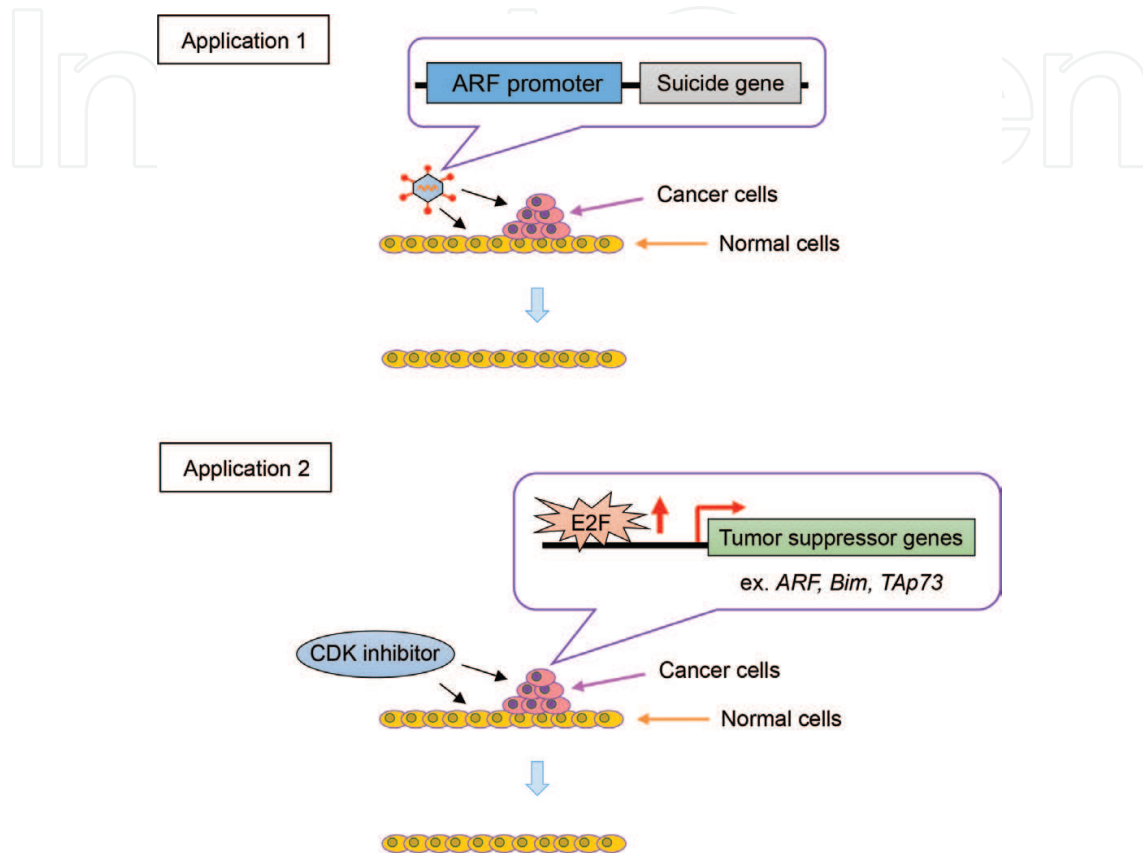 Application 1
ARF promoter
Suicide gene
Cancer cells
Normal cells
Application 2
E2F
Tumor suppressor genes
ex. ARF, Bim, TAp73
CDK inhibitor
Cancer cells
Normal cells